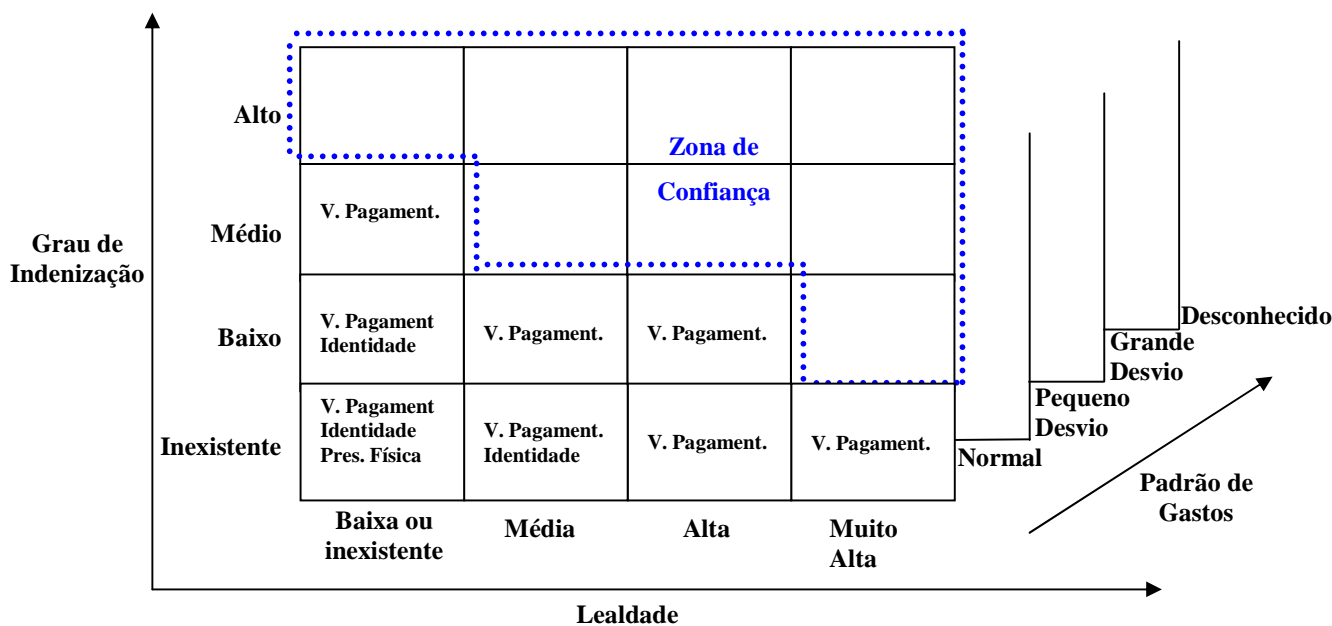 Alto
Zona de
Confiança
V. Pagament.
Médio
Grau de
Indenização
Baixo
V. Pagament
Identidade
V. Pagament.
V. Pagament.
Desconhecido
Grande
Desvio
Inexistente
V. Pagament
Identidade
Pres. Física
V. Pagament.
Identidade
V. Pagament.
V. Pagament.
Pequeno
Desvio
Normal
Padrão de
Gastos
Baixa ou
inexistente
Média
Alta
Muito
Alta
Lealdade